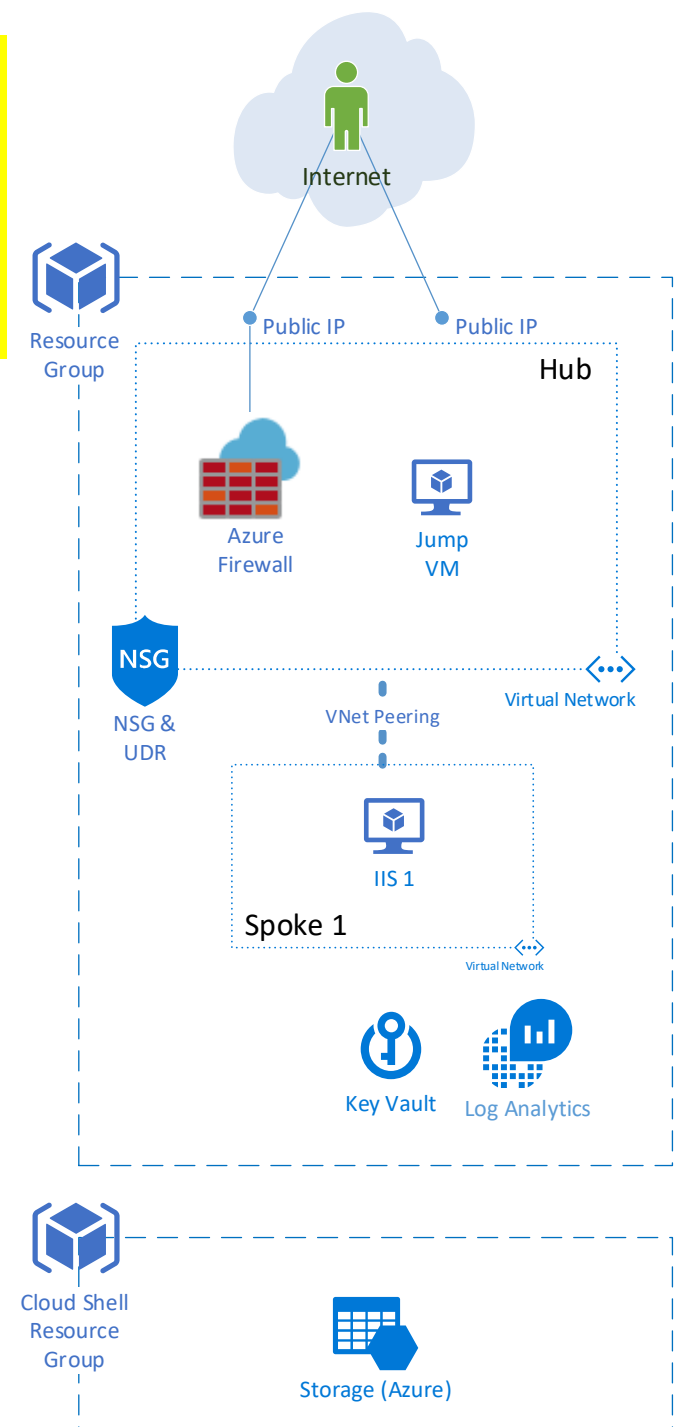 Internet
Resource
Group
Public IP
Public IP
Hub
Azure
Firewall
Jump
VM
NSG
NSG &
UDR
Virtual Network
VNet Peering
IIS 1
Spoke 1
Virtual Network
Key Vault
Log Analytics
Cloud Shell
Resource
Group
Storage (Azure)